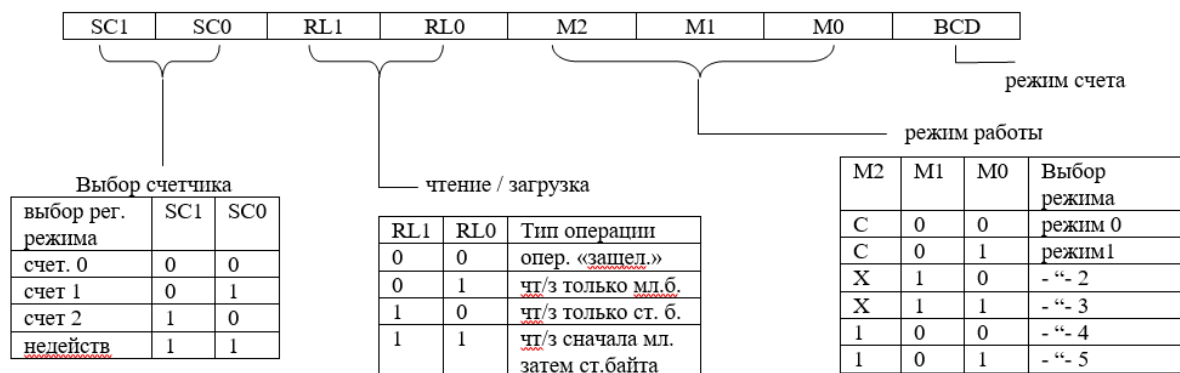 SC1 SC0 RL1 RL0 M2 M1 M0 BCD
режим счета
режим работы
Выбор счетчика
чтение / загрузка
выбор рег. режима SC1 SC0
счет. 0 0 0
счет 1 0 1
счет 2 1 0
недейств 1 1
RL1 RL0 Тип операции
0 0 опер. «защел.»
0 1 чт/з только мл.б.
1 0 чт/з только ст. б.
1 1 чт/з сначала мл. затем ст.байта
M2 M1 M0 Выбор режима
С 0 0 режим 0
С 0 1 режим1
X 1 0 - “- 2
X 1 1 - “- 3
1 0 0 - “- 4
1 0 1 - “- 5